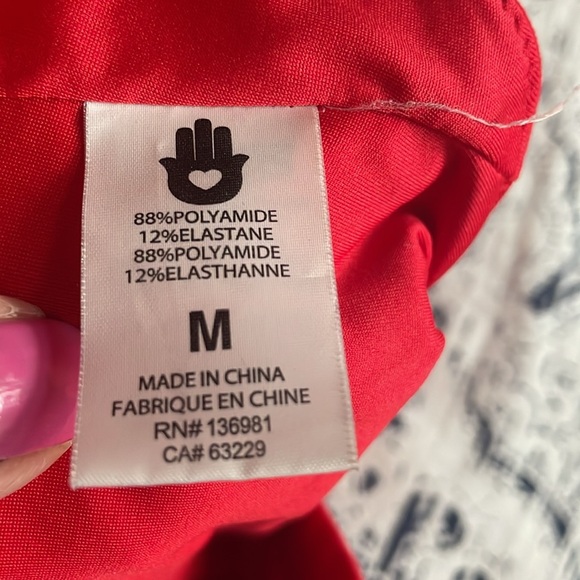 88%POLYAMIDE
12%ELASTANE
88%POLYAMIDE
12%ELASTHANNE
M
MADE IN CHINA
FABRIQUE EN CHINE
RN# 136981
CA# 63229